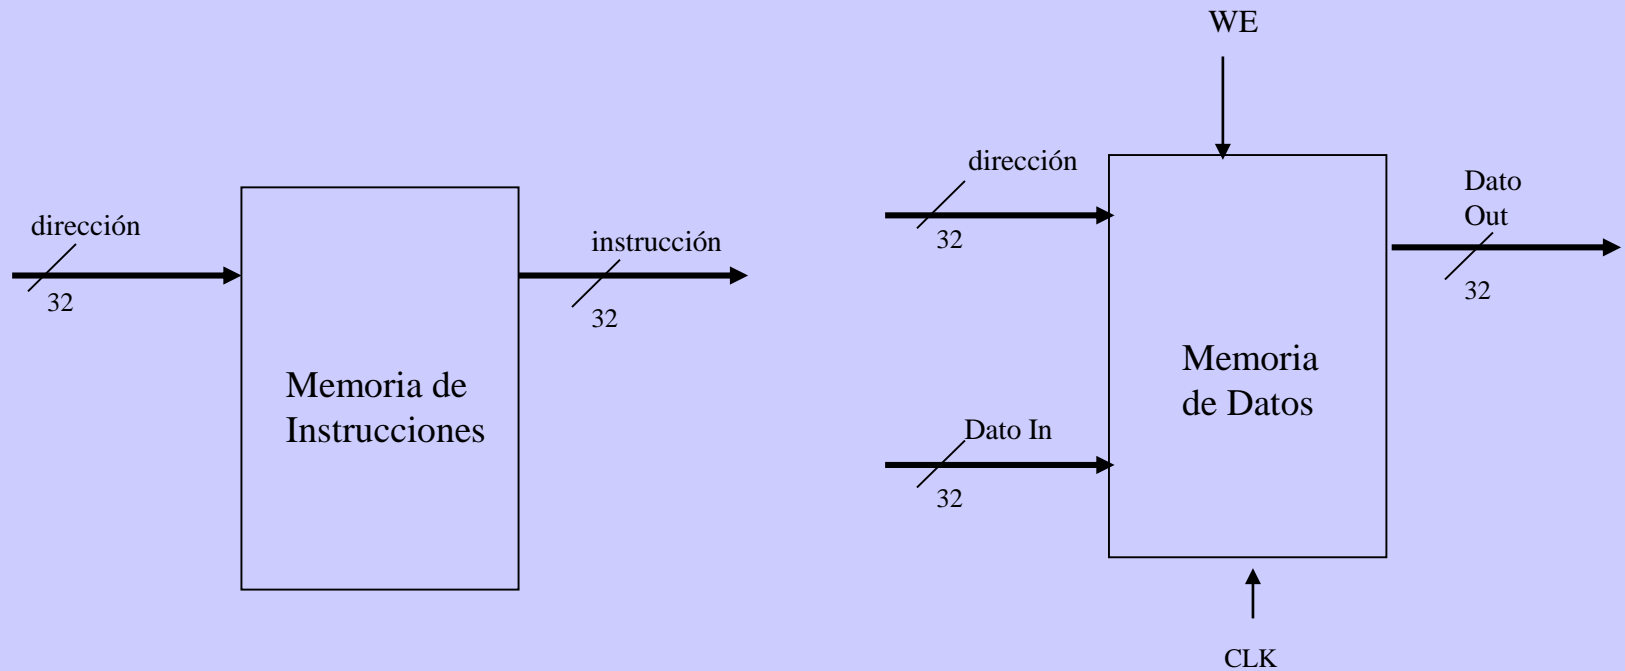 dirección
32
Memoria de
Instrucciones
instrucción
32
WE
dirección
32
Dato In
32
Memoria
de Datos
Dato
Out
32
CLK